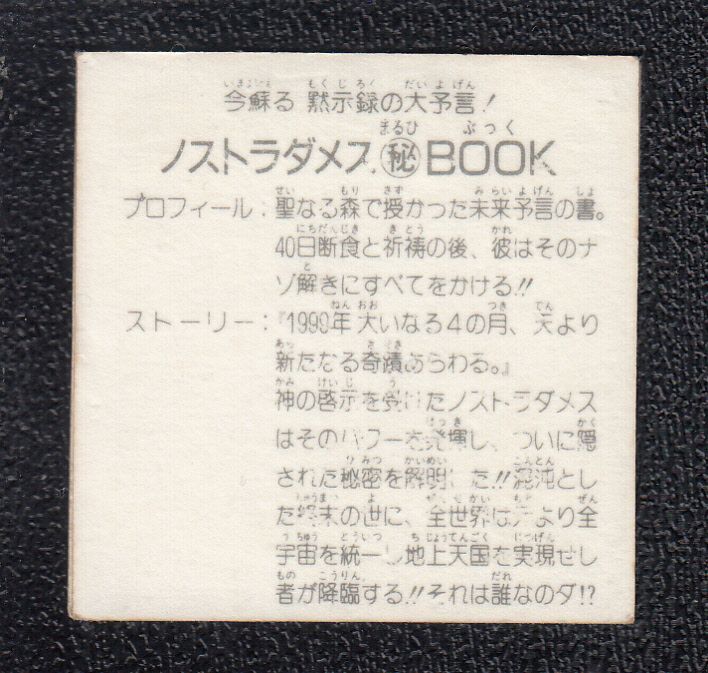 今蘇る 黙示録の大予言!
ノストラダメス㊙BOOK
プロフィール:聖なる森で授かった未来予言の書。
40日断食と祈祷の後、彼はそのナ
ゾ解きにすべてをかける!!
ストーリー:『1999年 大いなる4の月、天より
新たなる奇蹟あらわる。』
神の啓示を受けたノストラダメス
はそのパワーを発揮し、ついに隠
された秘密を解明した!!混沌とし
た終末の世に、全世界は より全
宇宙を統一し地上天国を実現せし
者が降臨する!!それは誰なのダ!?